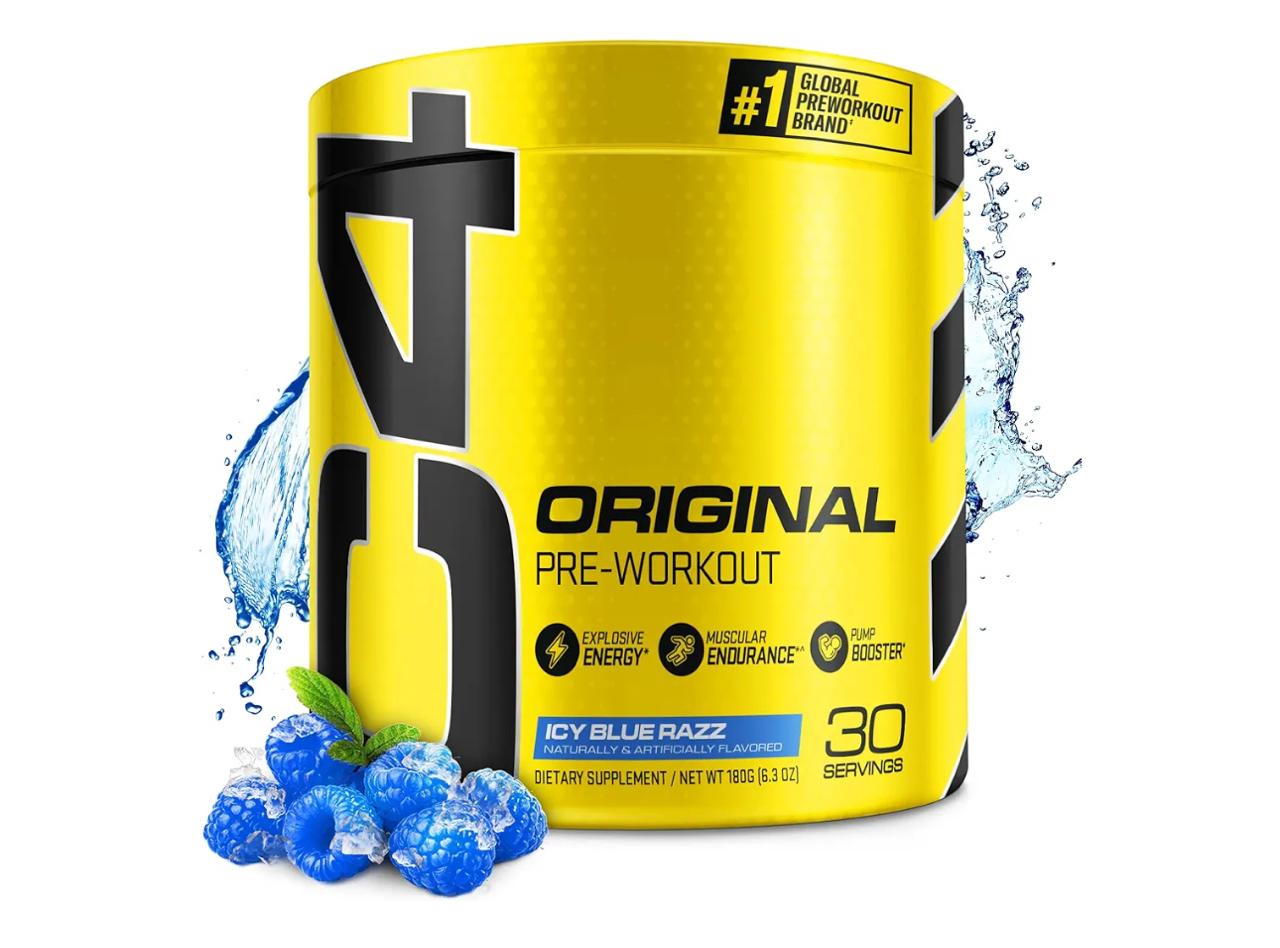 C4
#1
GLOBAL
PREWORKOUT
BRAND‡
ORIGINAL
PRE-WORKOUT
EXPLOSIVE
ENERGY*
MUSCULAR
ENDURANCE*^
PUMP
BOOSTER*
ICY BLUE RAZZ
NATURALLY & ARTIFICIALLY FLAVORED
30
SERVINGS
DIETARY SUPPLEMENT / NET WT 180G (6.3 OZ)